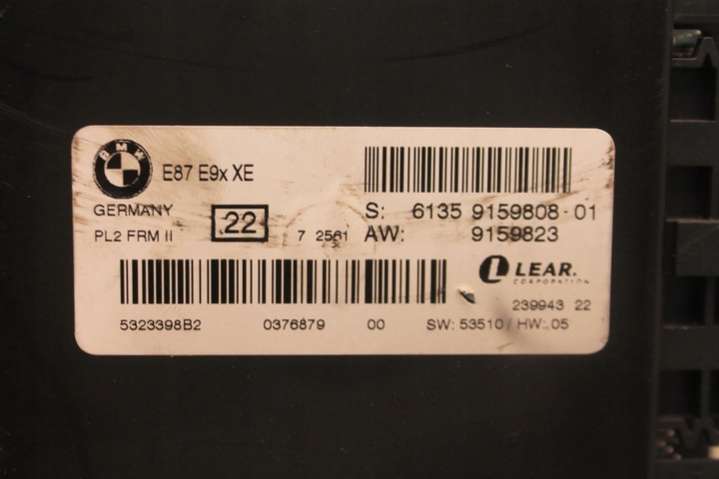 BMW
E87 E9x XE
GERMANY
22
PL2 FRM II
7 2561
S: 6135 9159808-01
AW: 9159823
LEAR.
CORPORATION
239943 22
5323398B2 0376879 00 SW: 53510 / HW:.05